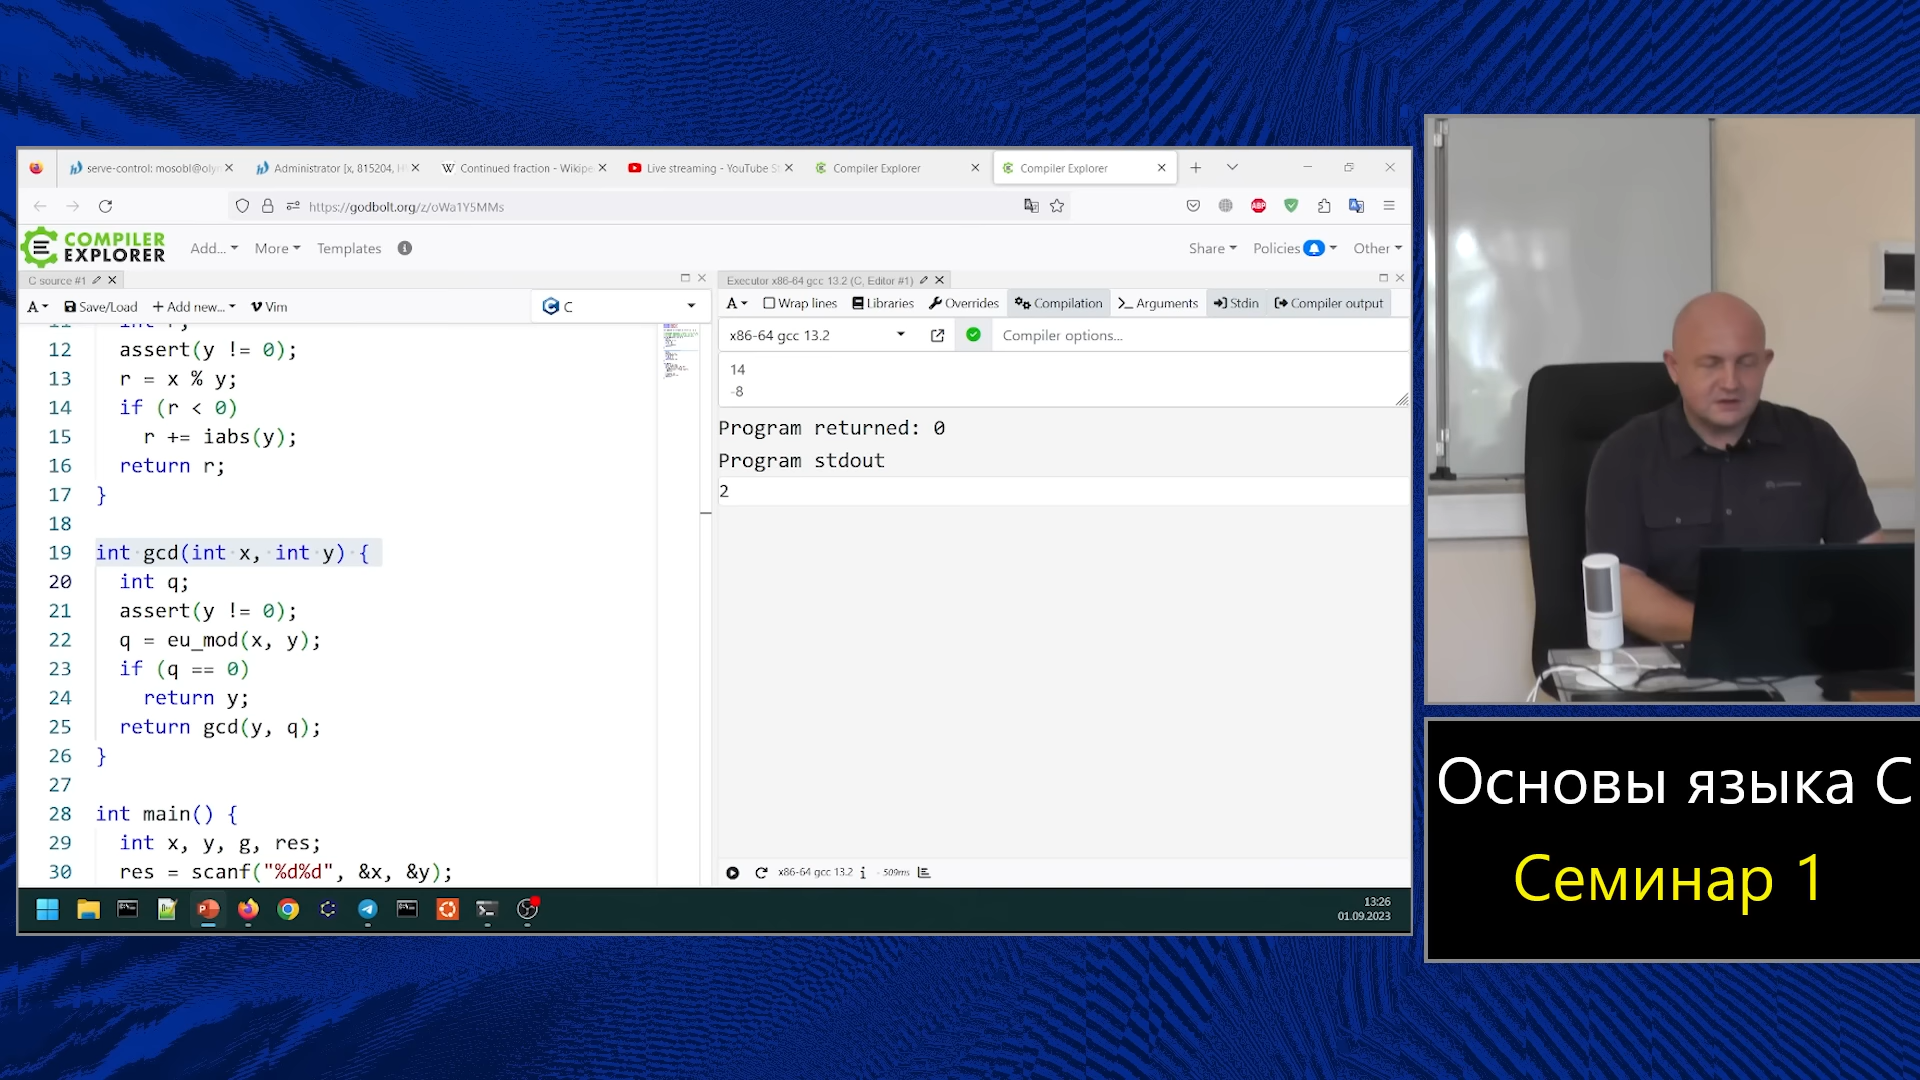 serve-control: mosobl@oly
Administrator [x, 815204, H
Continued fraction - Wikipe
Live streaming - YouTube S
Compiler Explorer
Compiler Explorer
https://godbolt.org/z/oWa1Y5MMs
ABP
COMPILER
EXPLORER
Add...
More
Templates
Share
Policies
Other
C source #1
Executor x86-64 gcc 13.2 (C, Editor #1)
A
Save/Load
+ Add new...
Vim
C
A
Wrap lines
Libraries
Overrides
Compilation
Arguments
Stdin
Compiler output
x86-64 gcc 13.2
Compiler options...
14
-8
Program returned: 0
Program stdout
2
11 int r;
12 assert(y != 0);
13 r = x % y;
14 if (r < 0)
15 r += iabs(y);
16 return r;
17 }
18
19 int gcd(int x, int y) {
20 int q;
21 assert(y != 0);
22 q = eu_mod(x, y);
23 if (q == 0)
24 return y;
25 return gcd(y, q);
26 }
27
28 int main() {
29 int x, y, g, res;
30 res = scanf("%d%d", &x, &y);
x86-64 gcc 13.2 i - 509ms
13:26
01.09.2023
Основы языка C
Семинар 1